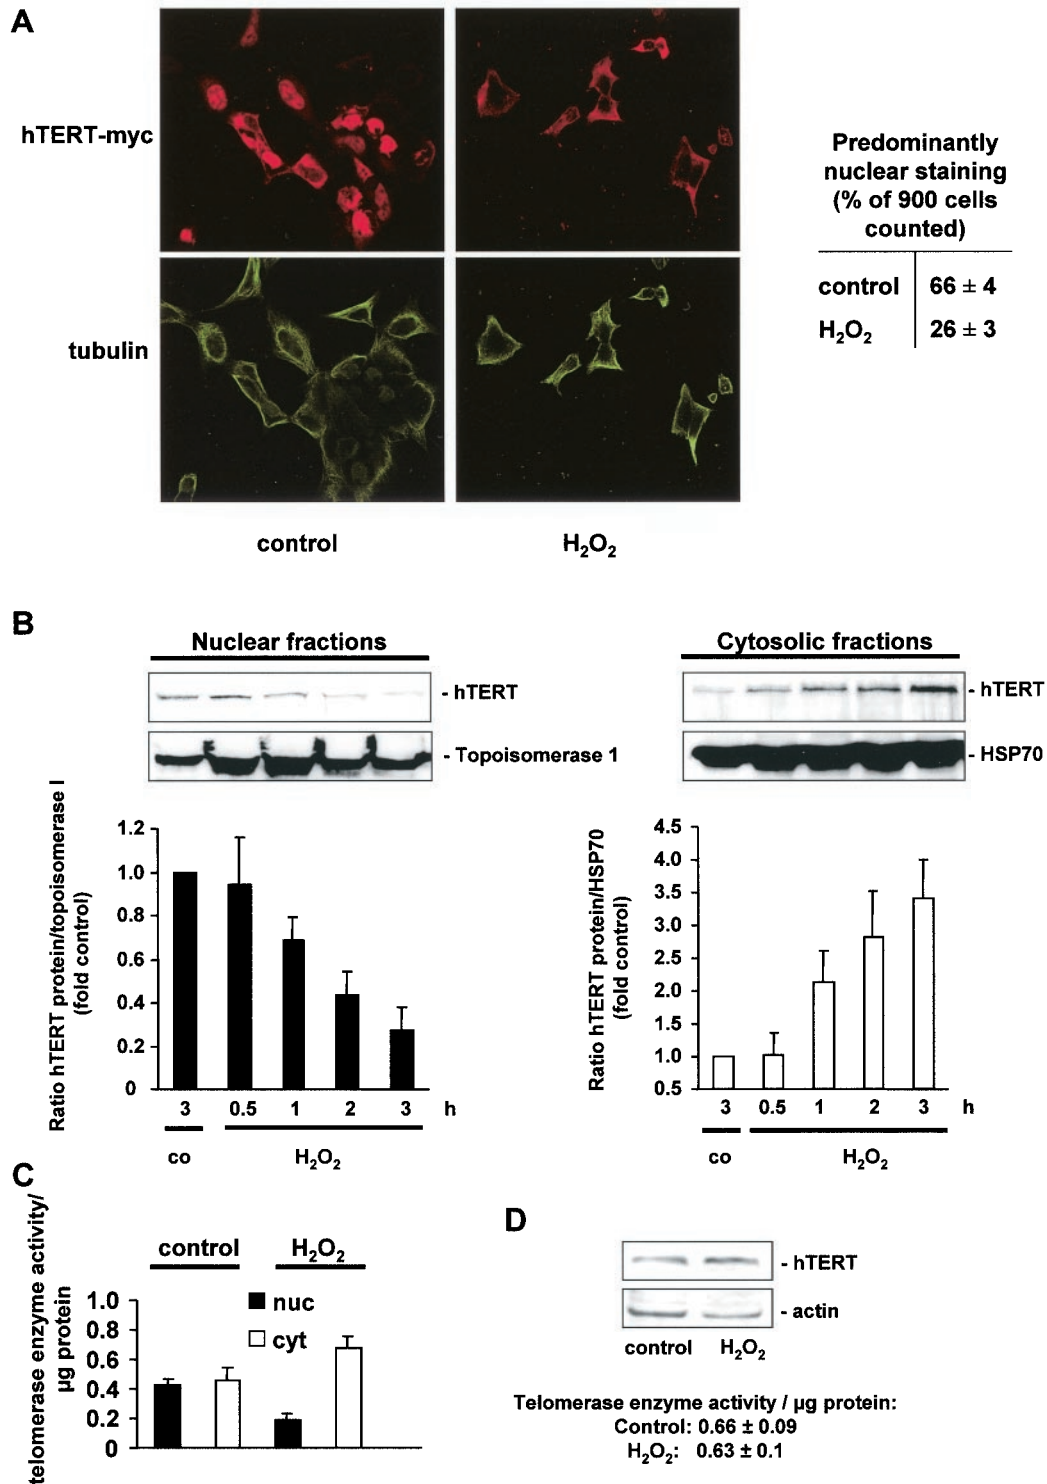 A
hTERT-myc
tubulin
control
H₂O₂
Predominantly
nuclear staining
(% of 900 cells
counted)
control 66 ± 4
H₂O₂ 26 ± 3
B
Nuclear fractions
- hTERT
- Topoisomerase 1
Ratio hTERT protein/topoisomerase I
(fold control)
1.2
1.0
0.8
0.6
0.4
0.2
0
3 0.5 1 2 3 h
co H₂O₂
Cytosolic fractions
- hTERT
- HSP70
Ratio hTERT protein/HSP70
(fold control)
4.5
4.0
3.5
3.0
2.5
2.0
1.5
1.0
0.5
3 0.5 1 2 3 h
co H₂O₂
C
telomerase enzyme activity/
µg protein
control H₂O₂
nuc
cyt
1.0
0.8
0.6
0.4
0.2
0
D
- hTERT
- actin
control H₂O₂
Telomerase enzyme activity / µg protein:
Control: 0.66 ± 0.09
H₂O₂: 0.63 ± 0.1